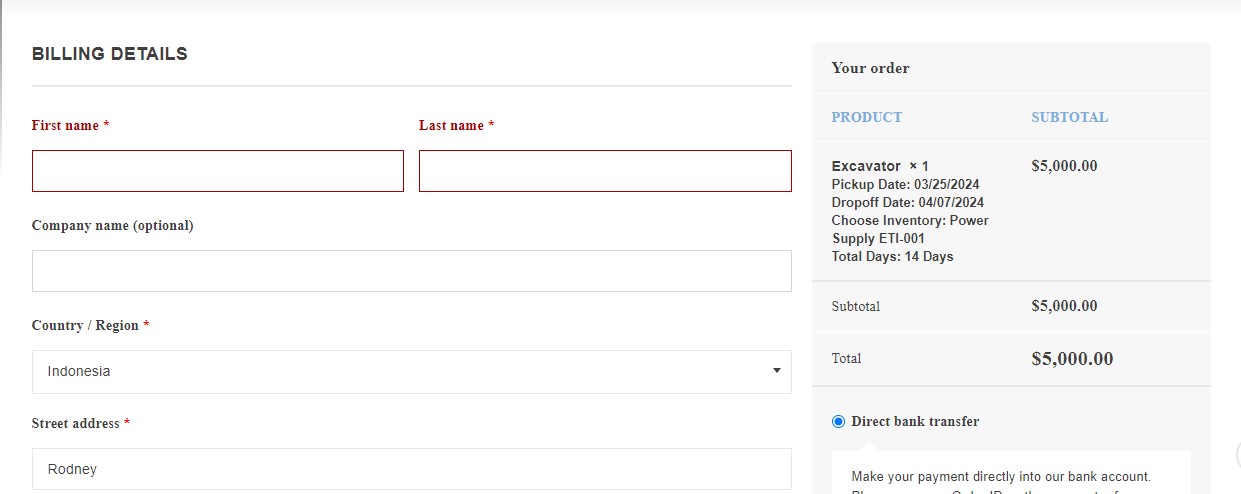 BILLING DETAILS
First name *
Last name *
Company name (optional)
Country / Region *
Indonesia
Street address *
Rodney
Your order
PRODUCT SUBTOTAL
Excavator × 1 $5,000.00
Pickup Date: 03/25/2024
Dropoff Date: 04/07/2024
Choose Inventory: Power
Supply ETI-001
Total Days: 14 Days
Subtotal $5,000.00
Total $5,000.00
Direct bank transfer
Make your payment directly into our bank account.